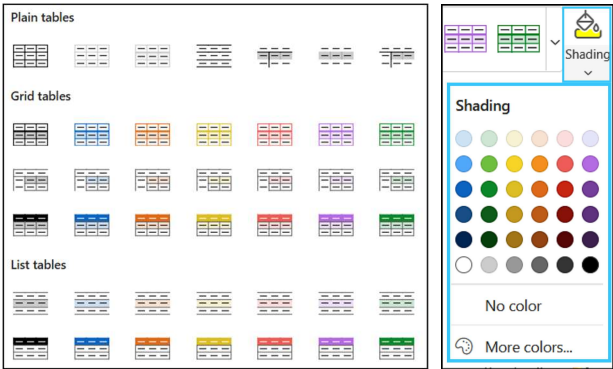 Plain tables
Grid tables
List tables
Shading
Shading
No color
More colors...